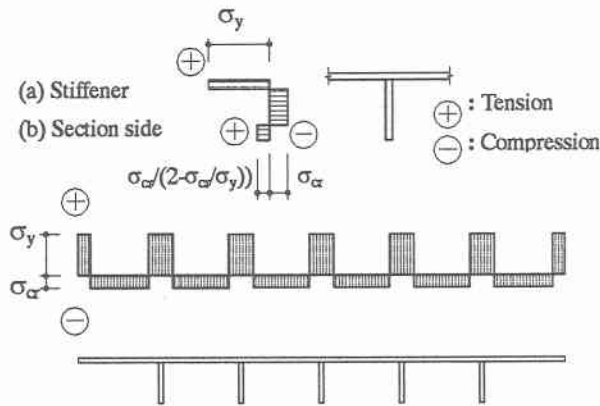 σy
⊕
(a) Stiffener
(b) Section side
⊕ ⊖
⊕ : Tension
⊖ : Compression
σcr/(2-σcr/σy)) σcr
⊕
σy
σcr
⊖